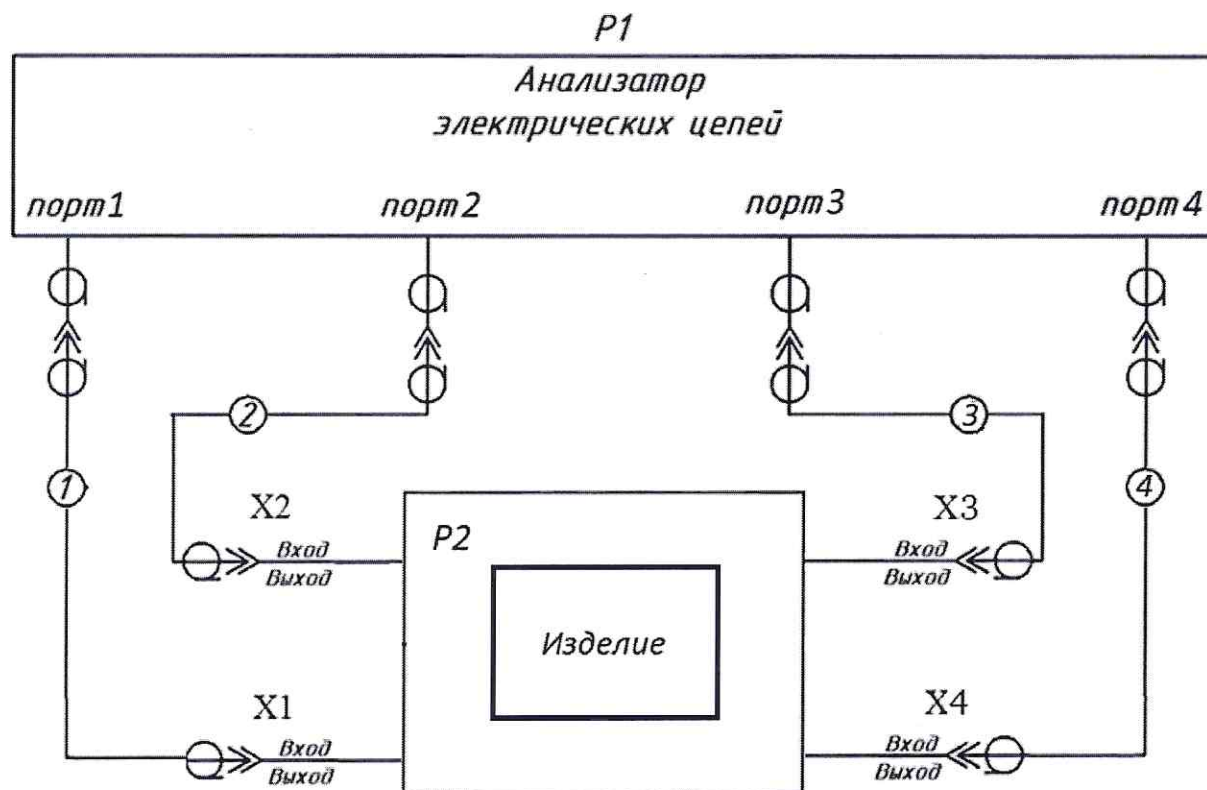 P1
Анализатор
электрических цепей
порт1 порт2 порт3 порт4
2 3
1 4
X2 X3
P2
Вход Вход
Выход Выход
Изделие
X1 X4
Вход Вход
Выход Выход